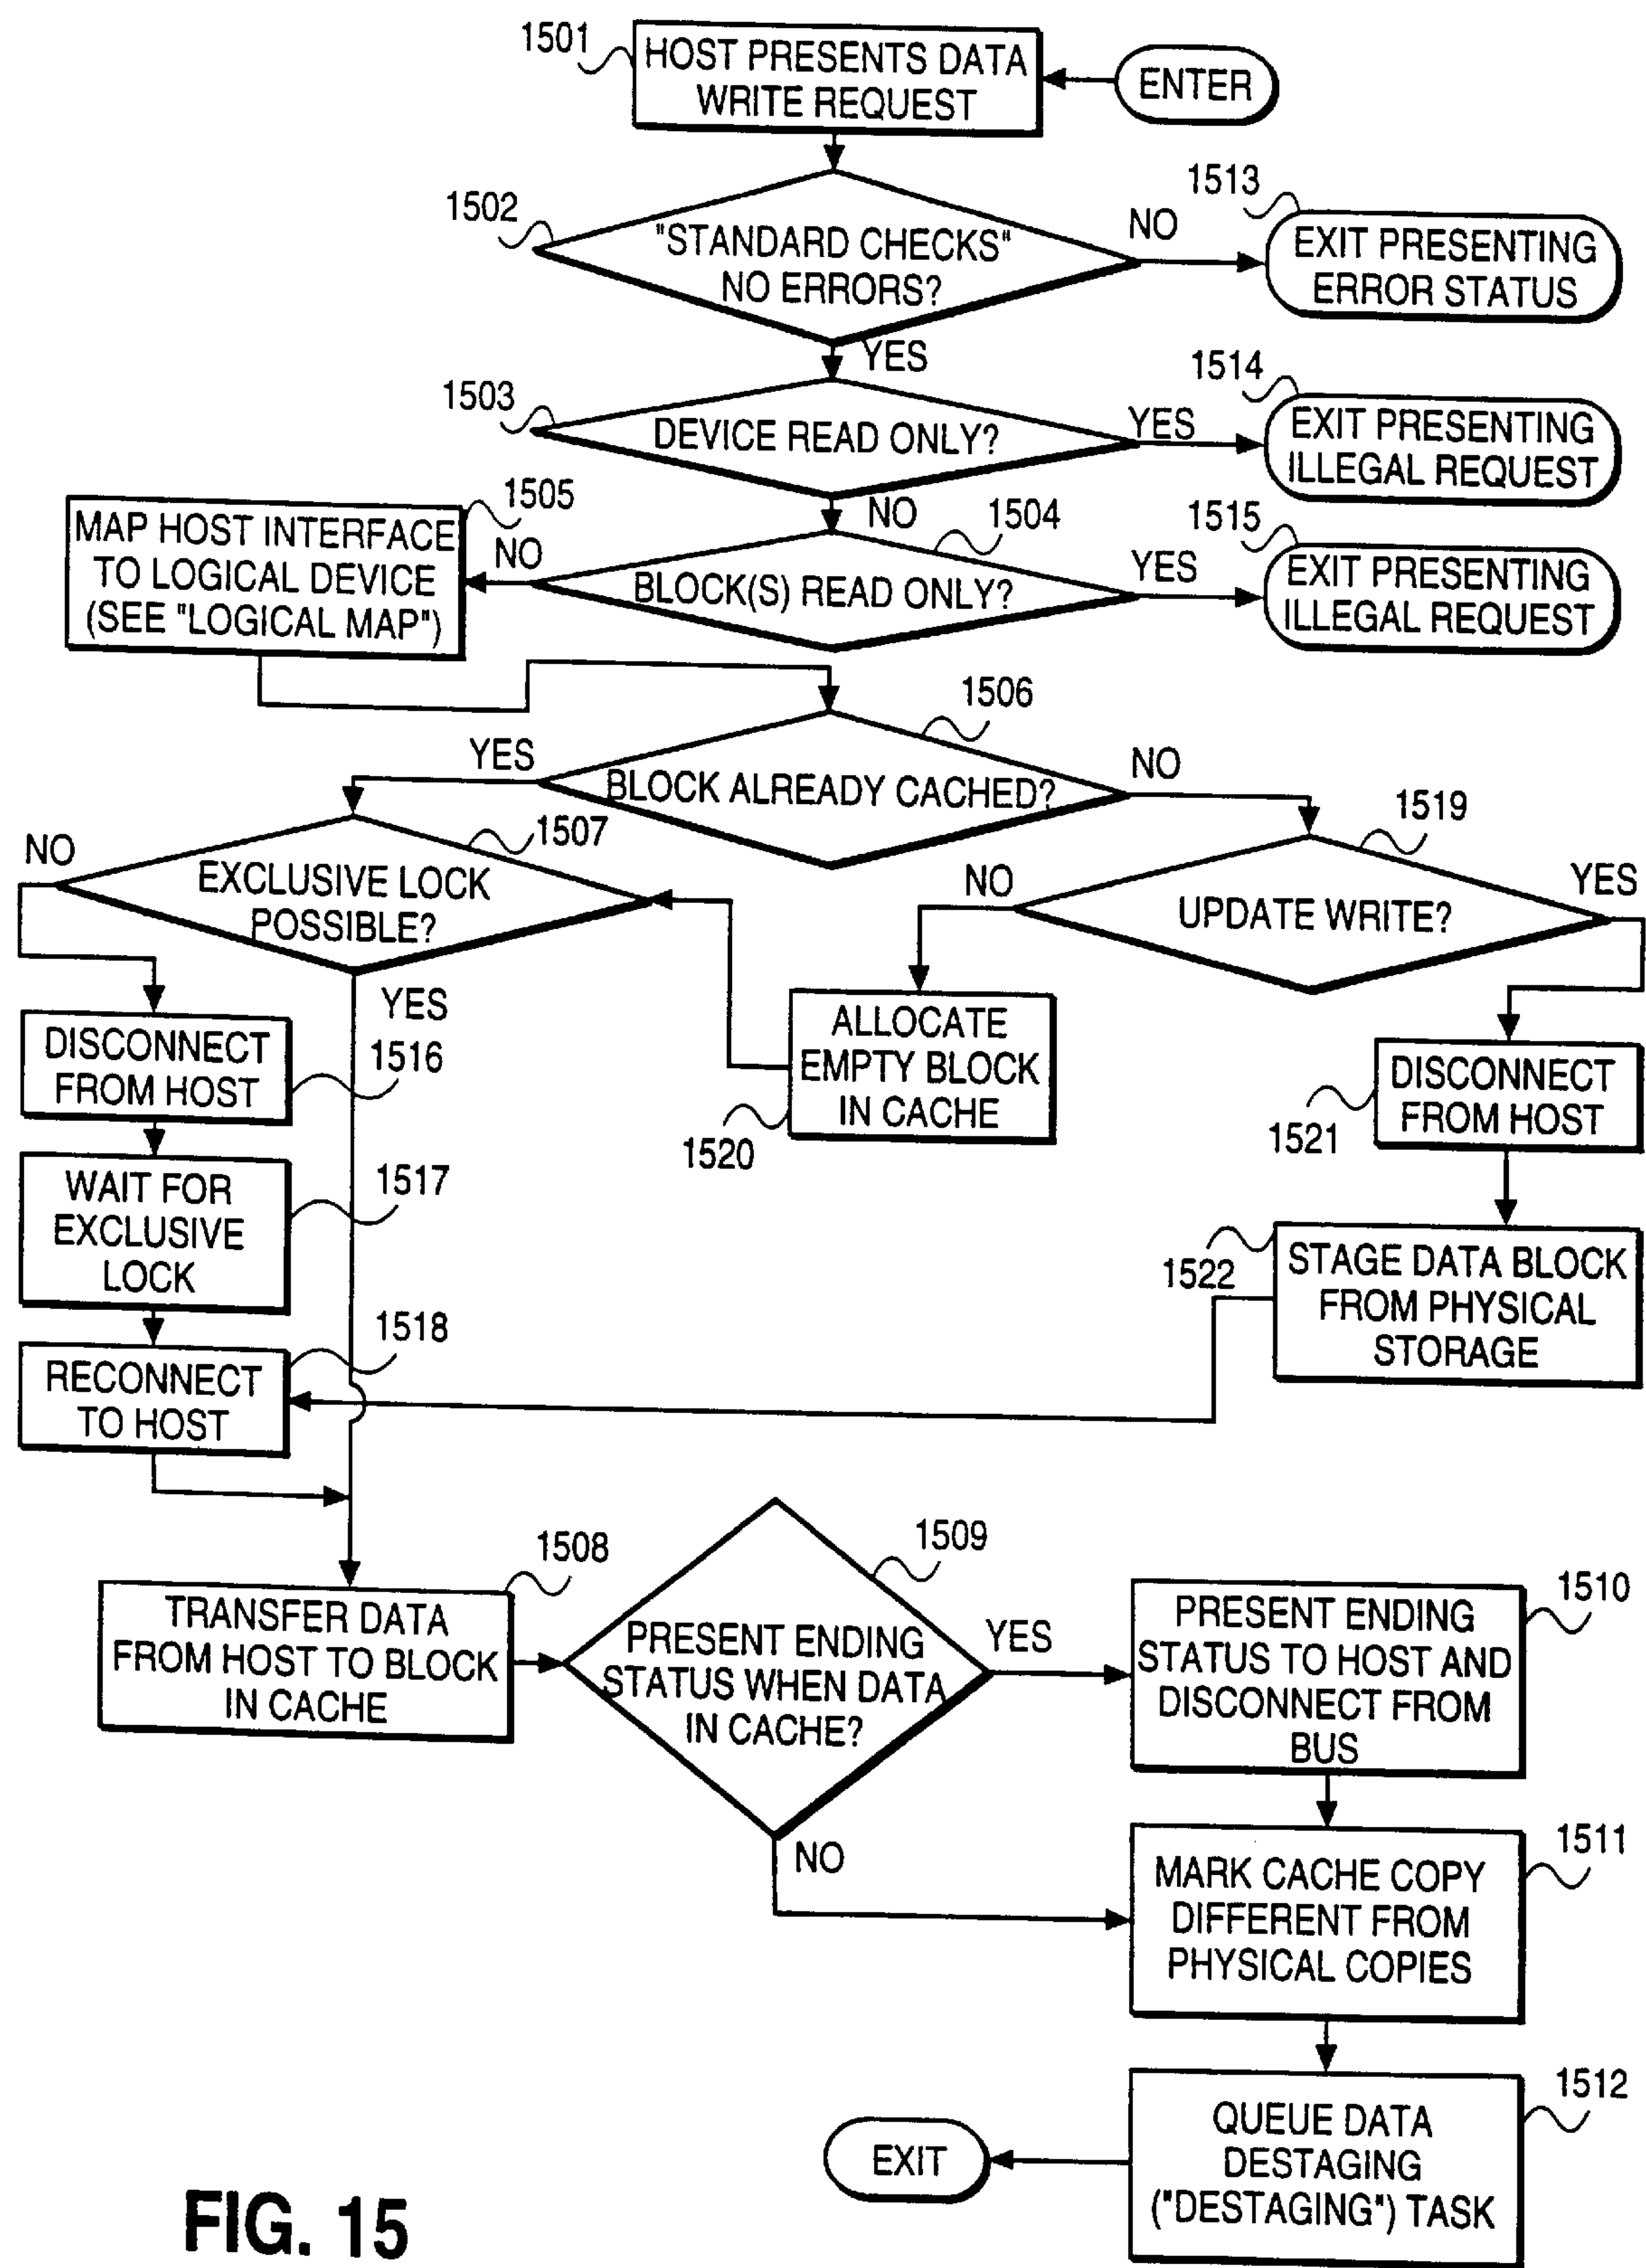 1501
HOST PRESENTS DATA
WRITE REQUEST
ENTER
1502
"STANDARD CHECKS"
NO ERRORS?
NO
1513
EXIT PRESENTING
ERROR STATUS
YES
1503
DEVICE READ ONLY?
YES
1514
EXIT PRESENTING
ILLEGAL REQUEST
NO
1504
BLOCK(S) READ ONLY?
YES
1515
EXIT PRESENTING
ILLEGAL REQUEST
NO
1505
MAP HOST INTERFACE
TO LOGICAL DEVICE
(SEE "LOGICAL MAP")
1506
BLOCK ALREADY CACHED?
YES
NO
1507
EXCLUSIVE LOCK
POSSIBLE?
NO
YES
1519
UPDATE WRITE?
NO
YES
ALLOCATE
EMPTY BLOCK
IN CACHE
1520
DISCONNECT
FROM HOST
1516
DISCONNECT
FROM HOST
1521
WAIT FOR
EXCLUSIVE
LOCK
1517
1522
STAGE DATA BLOCK
FROM PHYSICAL
STORAGE
RECONNECT
TO HOST
1518
1508
TRANSFER DATA
FROM HOST TO BLOCK
IN CACHE
1509
PRESENT ENDING
STATUS WHEN DATA
IN CACHE?
YES
NO
1510
PRESENT ENDING
STATUS TO HOST AND
DISCONNECT FROM
BUS
1511
MARK CACHE COPY
DIFFERENT FROM
PHYSICAL COPIES
1512
QUEUE DATA
DESTAGING
("DESTAGING") TASK
EXIT
FIG. 15